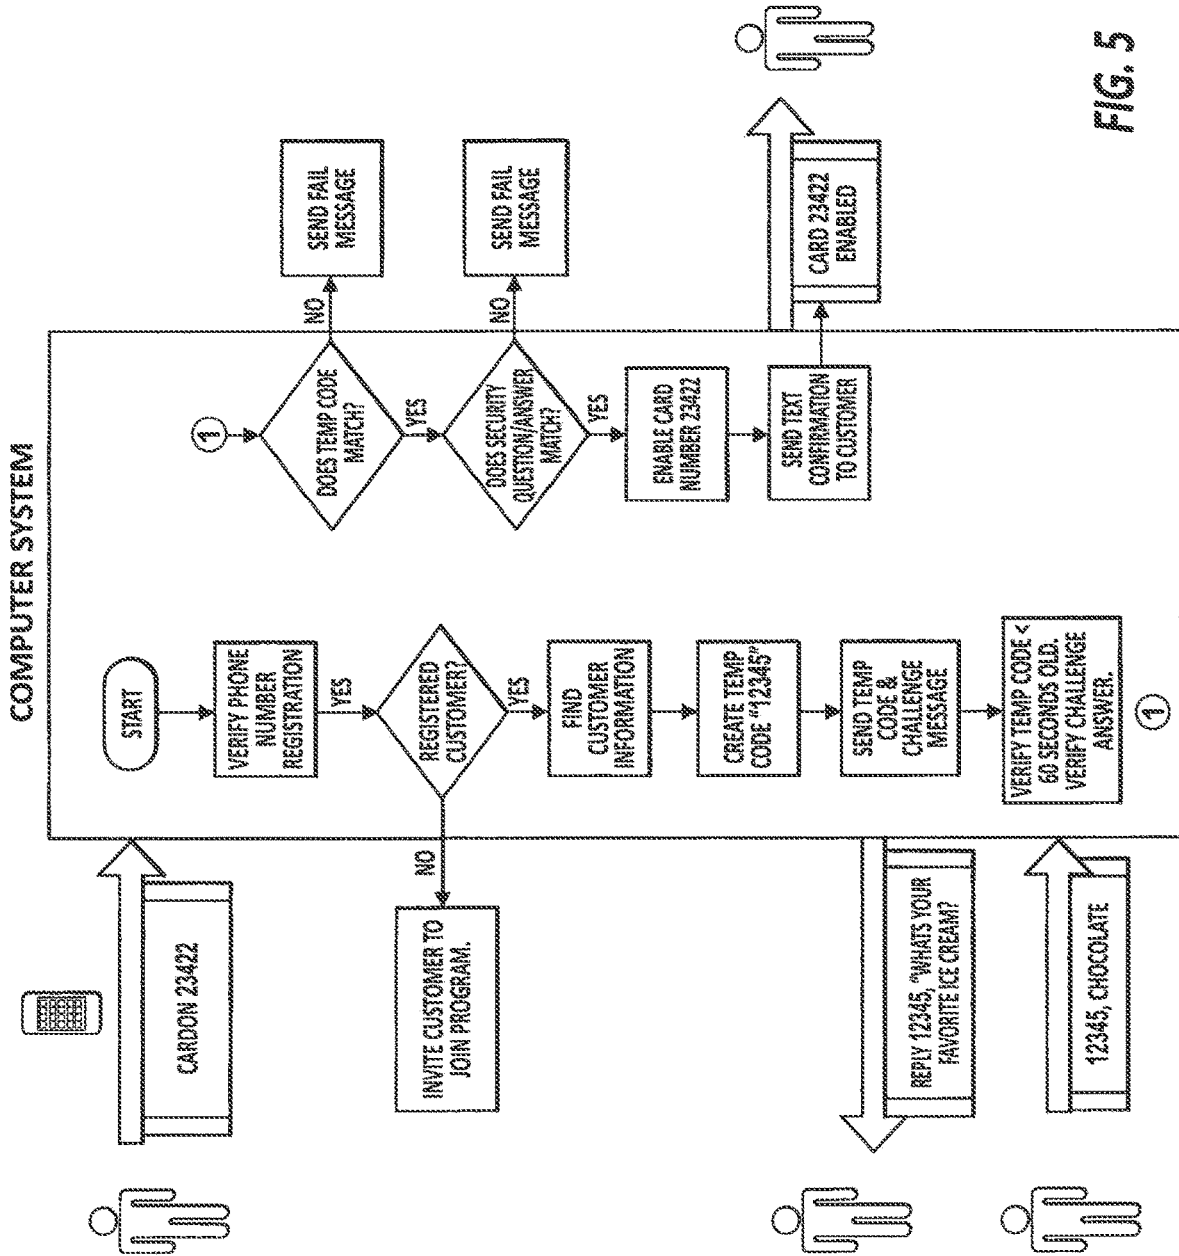 COMPUTER SYSTEM
CARDON 23422
START
VERIFY PHONE
NUMBER
REGISTRATION
YES
REGISTERED
CUSTOMER?
NO
INVITE CUSTOMER TO
JOIN PROGRAM.
YES
FIND
CUSTOMER
INFORMATION
CREATE TEMP
CODE "12345"
SEND TEMP
CODE &
CHALLENGE
MESSAGE
REPLY 12345, "WHATS YOUR
FAVORITE ICE CREAM?
12345, CHOCOLATE
VERIFY TEMP CODE <
60 SECONDS OLD.
VERIFY CHALLENGE
ANSWER.
1
1
DOES TEMP CODE
MATCH?
NO
SEND FAIL
MESSAGE
YES
DOES SECURITY
QUESTION/ANSWER
MATCH?
NO
SEND FAIL
MESSAGE
YES
ENABLE CARD
NUMBER 23422
SEND TEXT
CONFIRMATION
TO CUSTOMER
CARD 23422
ENABLED
FIG. 5